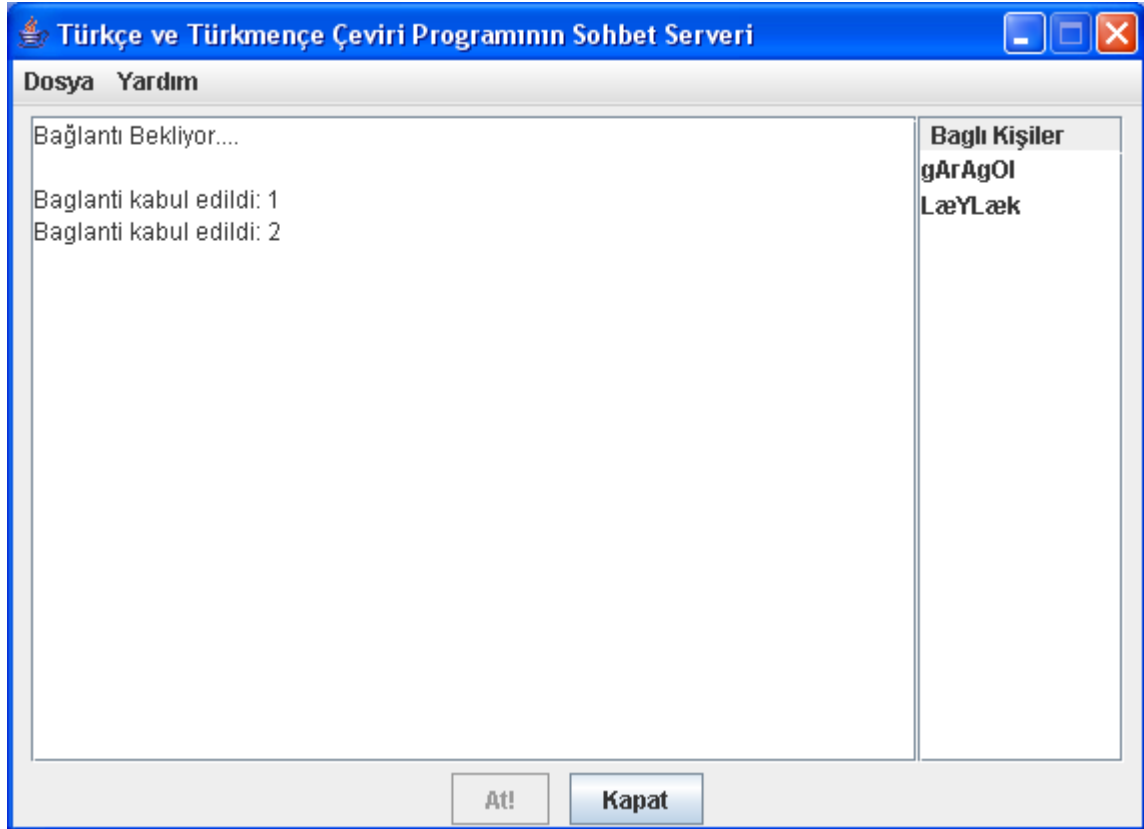 Türkçe ve Türkmençe Çeviri Programının Sohbet Serveri
Dosya Yardım
Bağlantı Bekliyor....
Baglanti kabul edildi: 1
Baglanti kabul edildi: 2
Baglı Kişiler
gArAgOl
LæYLæk
At! Kapat